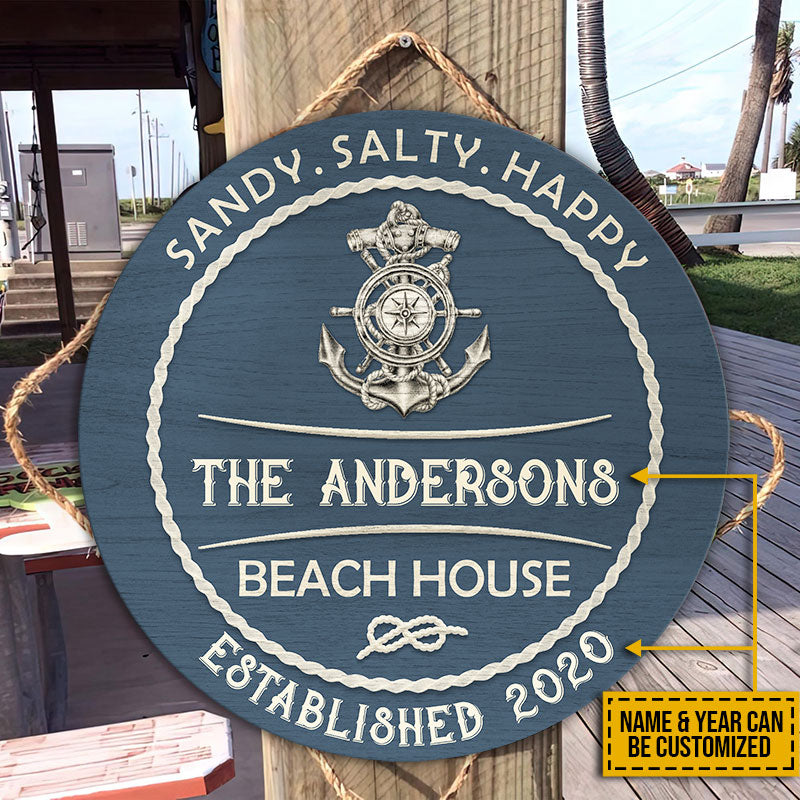 SANDY. SALTY. HAPPY
THE ANDERSONS
BEACH HOUSE
ESTABLISHED 2020
NAME & YEAR CAN
BE CUSTOMIZED